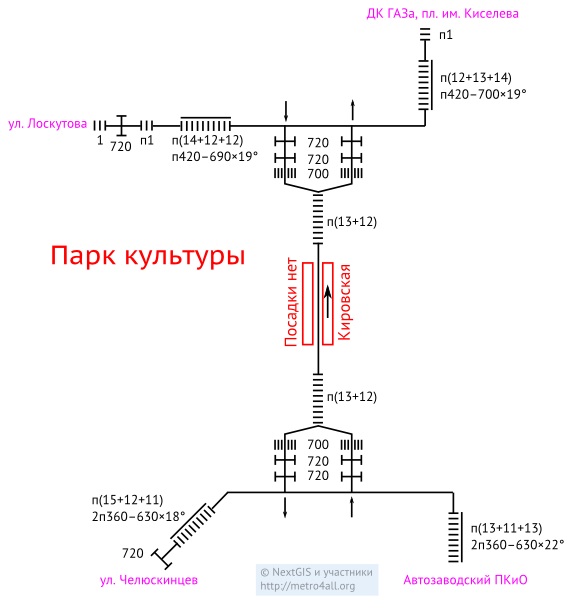 ДК ГАЗа, пл. им. Киселева
п1
п(12+13+14)
п420–700×19°
ул. Лоскутова
1
720
п1
п(14+12+12)
п420–690×19°
720
720
700
п(13+12)
Парк культуры
Посадки нет
Кировская
п(13+12)
700
720
720
п(15+12+11)
2п360–630×18°
720
п(13+11+13)
2п360–630×22°
ул. Челюскинцев
Автозаводский ПКиО
© NextGIS и участники
http://metro4all.org